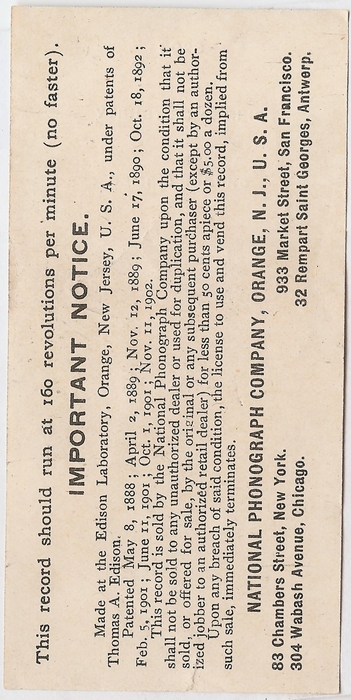 This record should run at 160 revolutions per minute (no faster).
IMPORTANT NOTICE.
Made at the Edison Laboratory, Orange, New Jersey, U. S. A., under patents of
Thomas A. Edison.
Patented May 8, 1888; April 2, 1889; Nov. 12, 1889; June 17, 1890; Oct. 18, 1892;
Feb. 5, 1901; June 11, 1901; Oct. 1, 1901; Nov. 11, 1902.
This record is sold by the National Phonograph Company upon the condition that it
shall not be sold to any unauthorized dealer or used for duplication, and that it shall not be
sold, or offered for sale, by the original or any subsequent purchaser (except by an author-
ized jobber to an authorized retail dealer) for less than 50 cents apiece or $5.00 a dozen.
Upon any breach of said condition, the license to use and vend this record, implied from
such sale, immediately terminates.
NATIONAL PHONOGRAPH COMPANY, ORANGE, N. J., U. S. A.
83 Chambers Street, New York. 933 Market Street, San Francisco.
304 Wabash Avenue, Chicago. 32 Rempart Saint Georges, Antwerp.